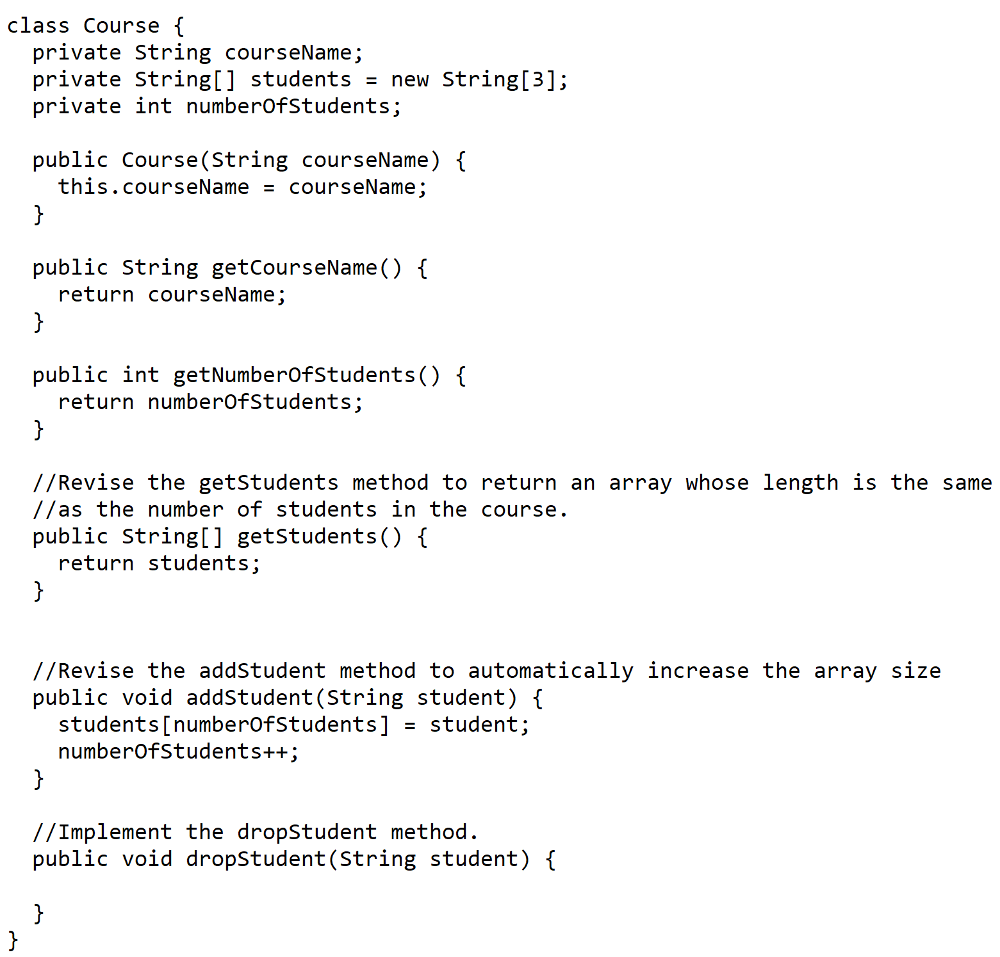 class Course {
  private String courseName;
  private String[] students = new String[3];
  private int numberOfStudents;

  public Course(String courseName) {
    this.courseName = courseName;
  }

  public String getCourseName() {
    return courseName;
  }

  public int getNumberOfStudents() {
    return numberOfStudents;
  }

  //Revise the getStudents method to return an array whose length is the same
  //as the number of students in the course.
  public String[] getStudents() {
    return students;
  }


  //Revise the addStudent method to automatically increase the array size
  public void addStudent(String student) {
    students[numberOfStudents] = student;
    numberOfStudents++;
  }

  //Implement the dropStudent method.
  public void dropStudent(String student) {

  }
}